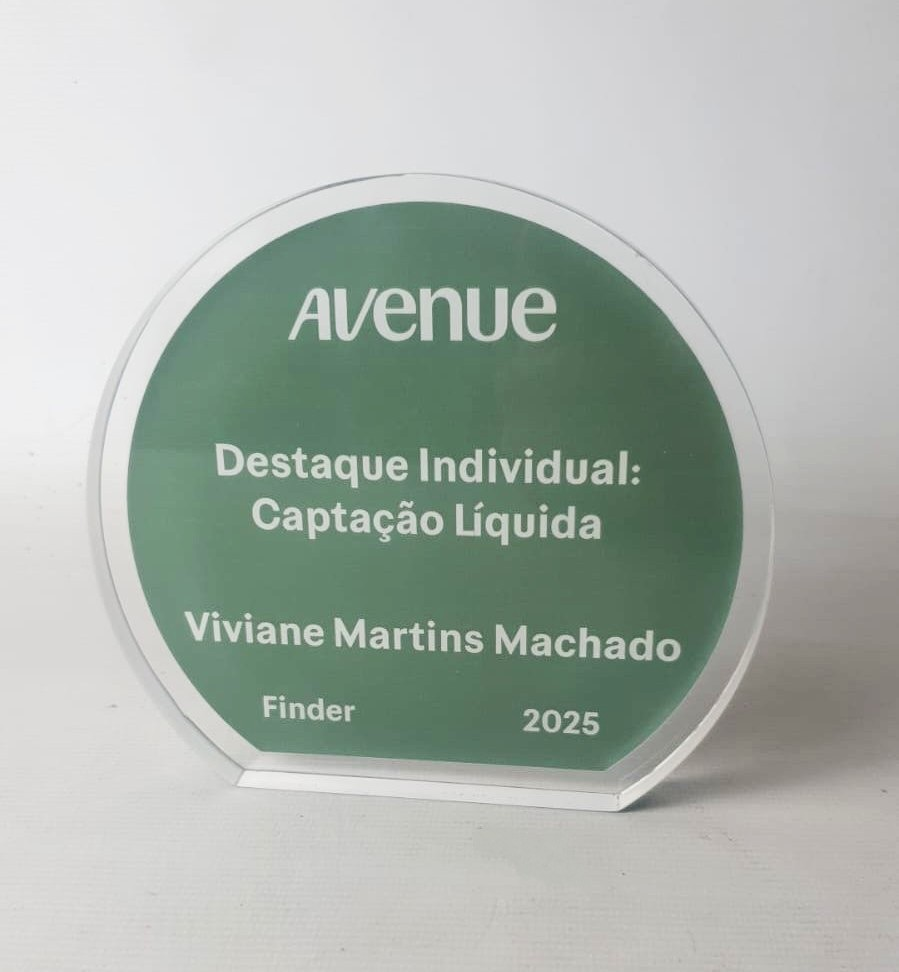 AVENUE
Destaque Individual:
Captação Líquida
Viviane Martins Machado
Finder 2025